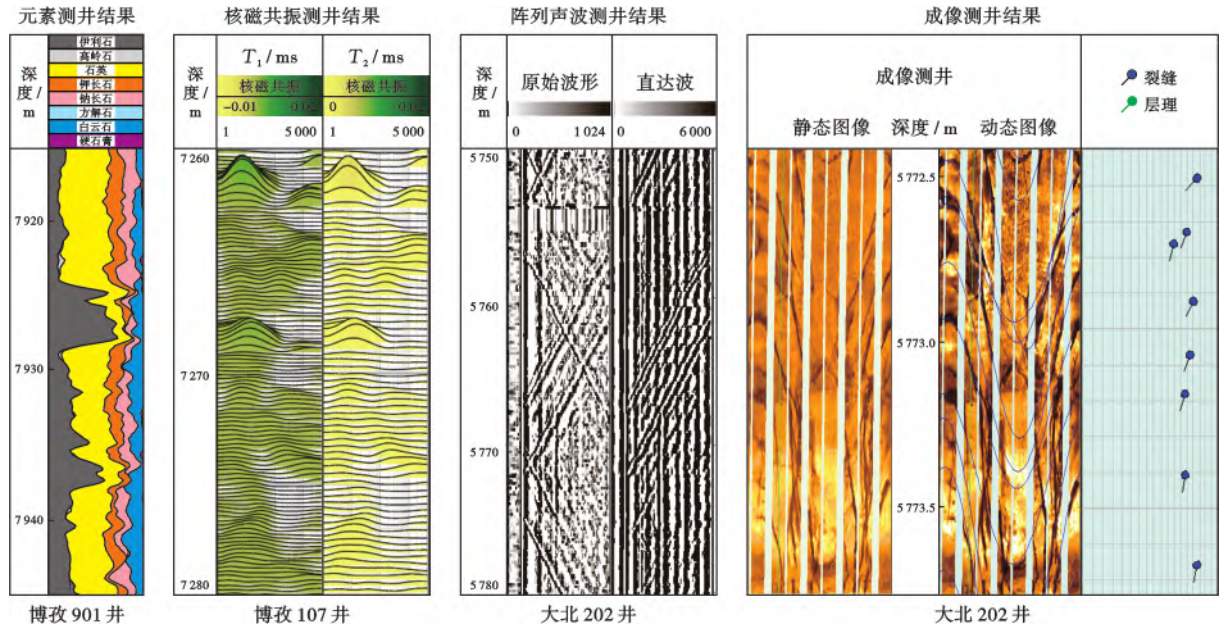 元素测井结果
深度 / m
伊利石
高岭石
石英
钾长石
钠长石
方解石
白云石
硬石膏
7 920
7 930
7 940
博孜 901 井
核磁共振测井结果
深度 / m
T₁ / ms
T₂ / ms
核磁共振
核磁共振
−0.01
0.02
0
0.02
1
5 000
1
5 000
7 260
7 270
7 280
博孜 107 井
阵列声波测井结果
深度 / m
原始波形
直达波
0
1 024
0
6 000
5 750
5 760
5 770
5 780
大北 202 井
成像测井结果
成像测井
静态图像
深度 / m
动态图像
裂缝
层理
5 772.5
5 773.0
5 773.5
大北 202 井